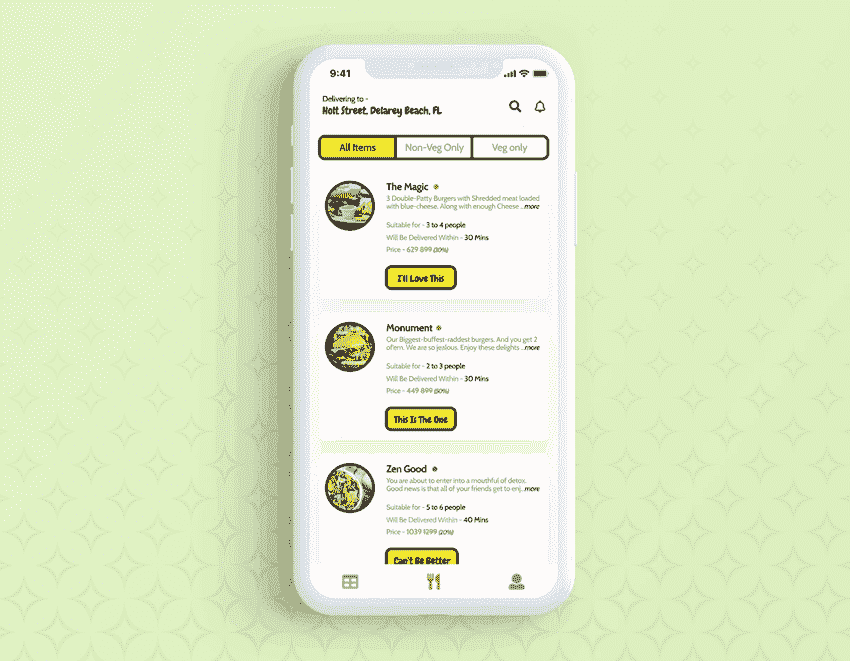 9:41
Delivering to -
Holt Street, Delarey Beach, FL
All Items
Non-Veg Only
Veg only
The Magic
3 Double-Patty Burgers with Shredded meat loaded
with blue-cheese. Along with enough Cheese ...more
Suitable for - 3 to 4 people
Will Be Delivered Within - 30 Mins
Price - 629 899 (30%)
I'll Love This
Monument
Our Biggest-buffest-raddest burgers. And you get 2
of'em. We are so jealous. Enjoy these delights ...more
Suitable for - 2 to 3 people
Will Be Delivered Within - 30 Mins
Price - 449 899 (50%)
This Is The One
Zen Good
You are about to enter into a mouthful of detox.
Good news is that all of your friends get to enj...more
Suitable for - 5 to 6 people
Will Be Delivered Within - 40 Mins
Price - 1039 1299 (20%)
Can't Be Better